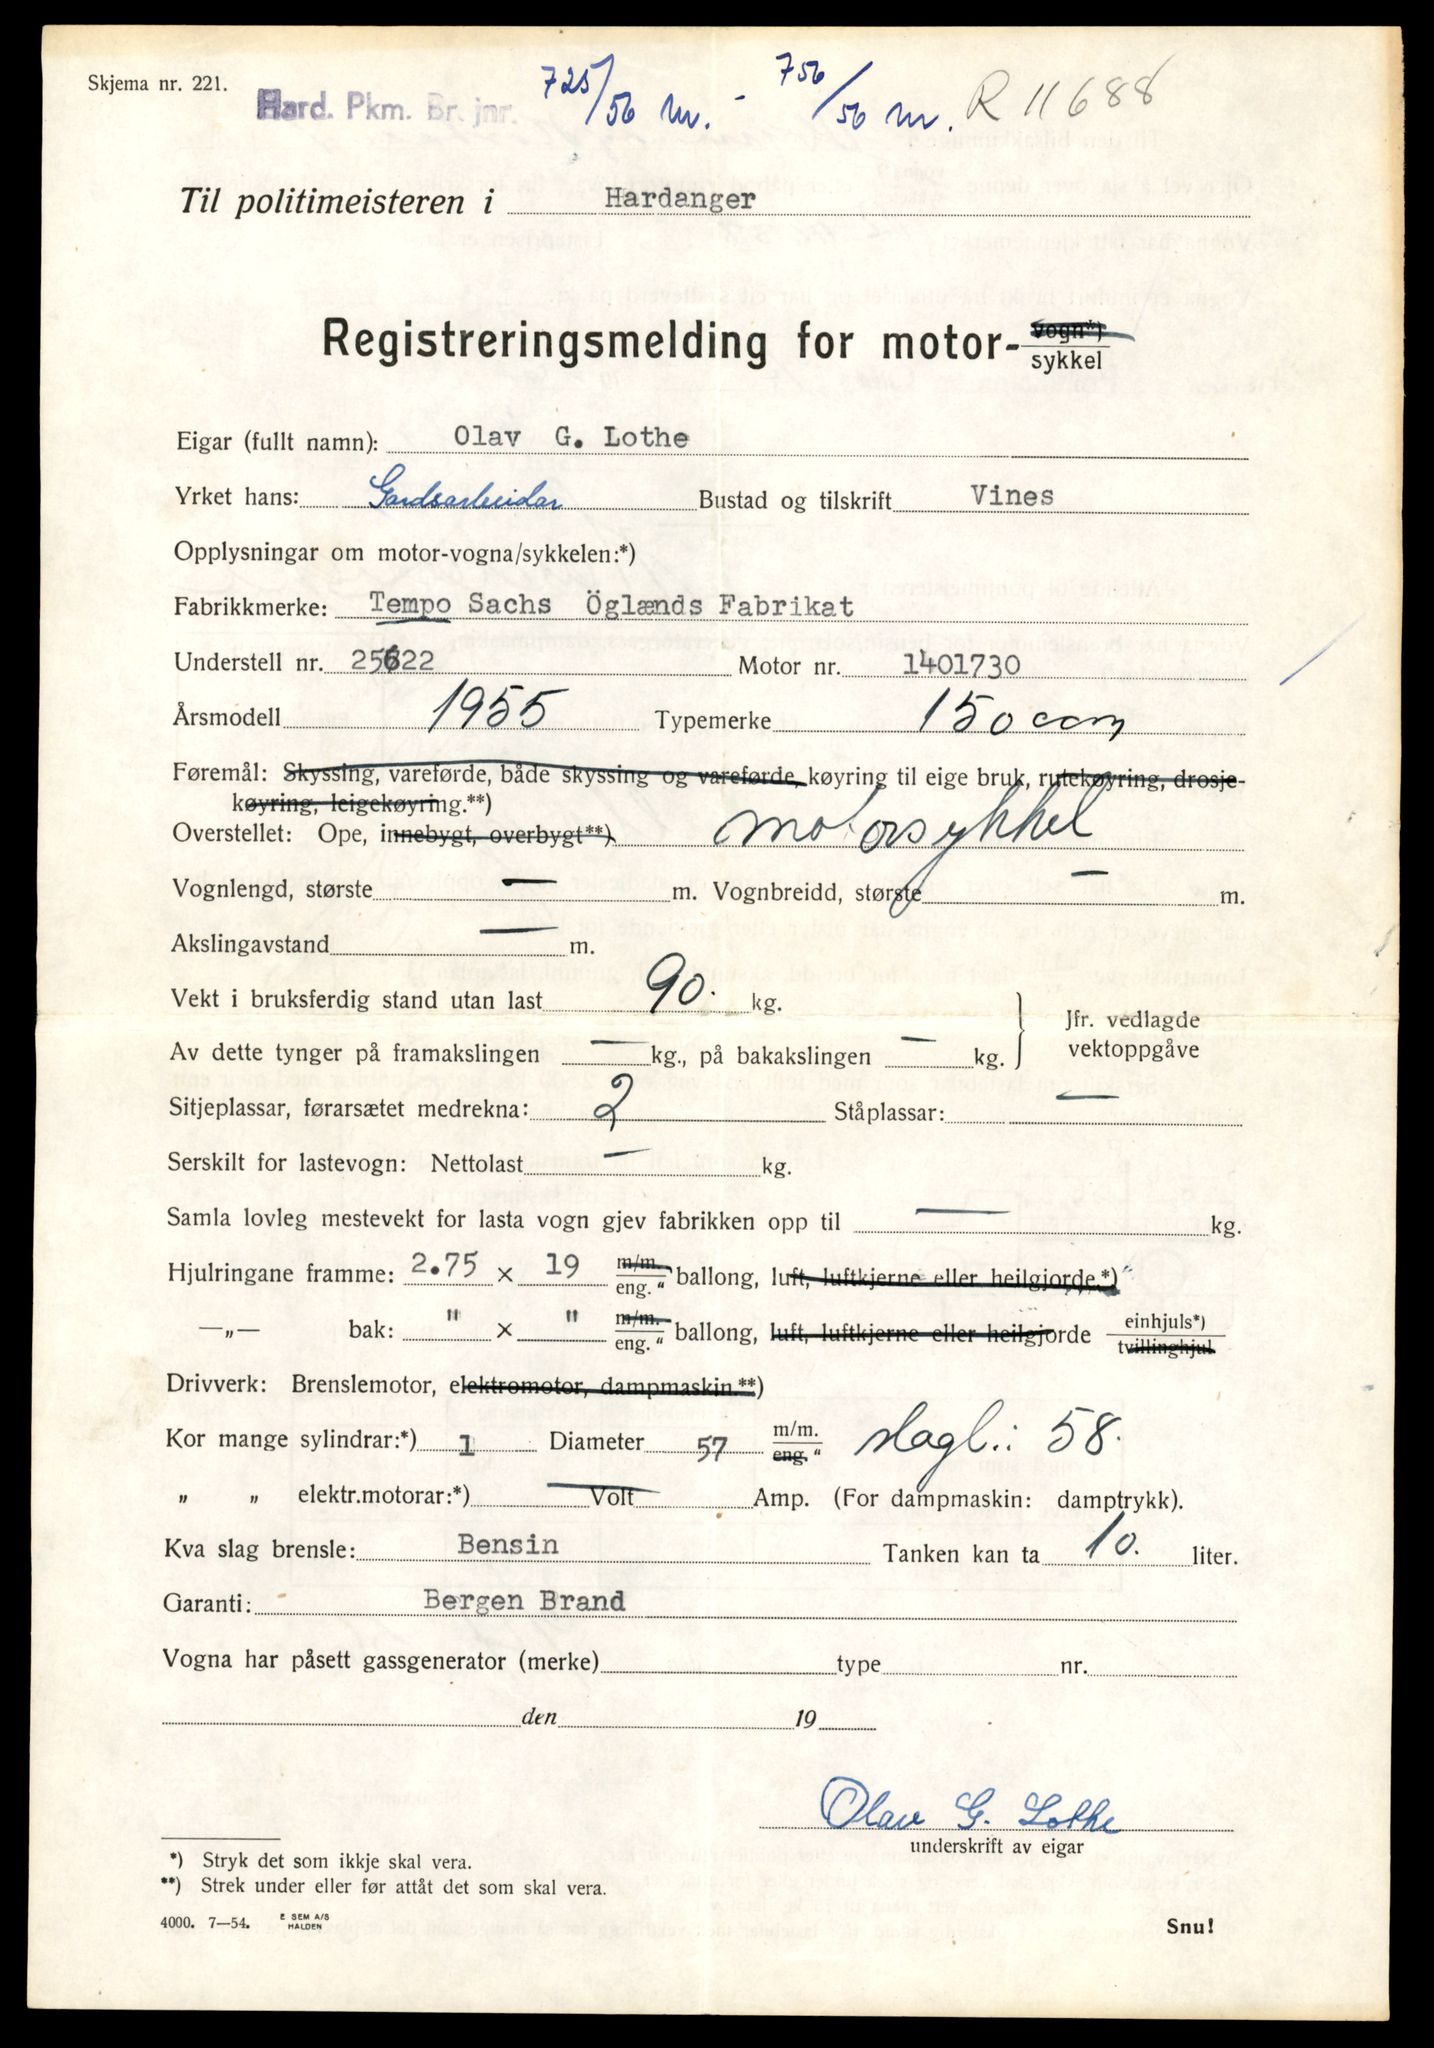 Skjema nr. 221.
Hard. Pkm. Br. jnr. 725/56 m. - 756/56 m. R 11688
Til politimeisteren i Hardanger
Registreringsmelding for motor- vogn*) / sykkel
Eigar (fullt namn): Olav G. Lothe
Yrket hans: Gardsarbeidar Bustad og tilskrift Vines
Opplysningar om motor-vogna/sykkelen:*)
Fabrikkmerke: Tempo Sachs Öglænds Fabrikat
Understell nr. 25622 Motor nr. 1401730
Årsmodell 1955 Typemerke 150 ccm
Føremål: Skyssing, vareførde, både skyssing og vareførde, køyring til eige bruk, rutekøyring, drosje-
køyring, leigekøyring.**)
Overstellet: Ope, innebygt, overbygt**) motorsykkel
Vognlengd, største — m. Vognbreidd, største — m.
Akslingavstand — m.
Vekt i bruksferdig stand utan last 90. kg.
Jfr. vedlagde
vektoppgåve
Av dette tynger på framakslingen — kg., på bakakslingen — kg.
Sitjeplassar, førarsætet medrekna: 2 Ståplassar: —
Serskilt for lastevogn: Nettolast — kg.
Samla lovleg mestevekt for lasta vogn gjev fabrikken opp til — kg.
Hjulringane framme: 2.75 × 19 m/m. / eng. " ballong, luft, luftkjerne eller heilgjorde.*)
—„— bak: " × " m/m. / eng. " ballong, luft, luftkjerne eller heilgjorde einhjuls*) / tvillinghjul
Drivverk: Brenslemotor, elektromotor, dampmaskin.**)
Kor mange sylindrar:*) 1 Diameter 57 m/m. / eng. " slagl.: 58.
„ „ elektr.motorar:*) Volt Amp. (For dampmaskin: damptrykk).
Kva slag brensle: Bensin Tanken kan ta 10. liter.
Garanti: Bergen Brand
Vogna har påsett gassgenerator (merke) type nr.
den 19
Olav G. Lothe
underskrift av eigar
*) Stryk det som ikkje skal vera.
**) Strek under eller før attåt det som skal vera.
4000. 7—54. E SEM A/S
HALDEN
Snu!